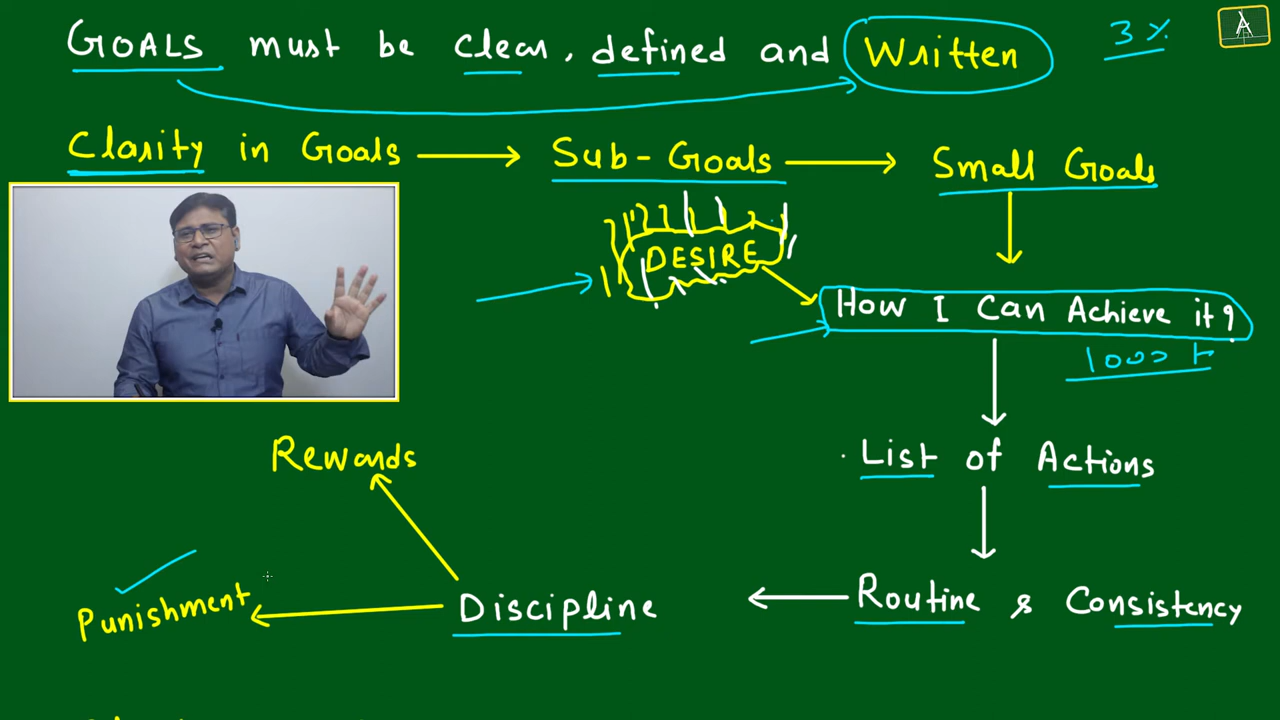 GOALS must be clear, defined and Written
3%
A
Clarity in Goals
Sub-Goals
Small Goals
DESIRE
How I Can Achieve it?
1000 +
Rewards
List of Actions
Punishment
Discipline
Routine & Consistency